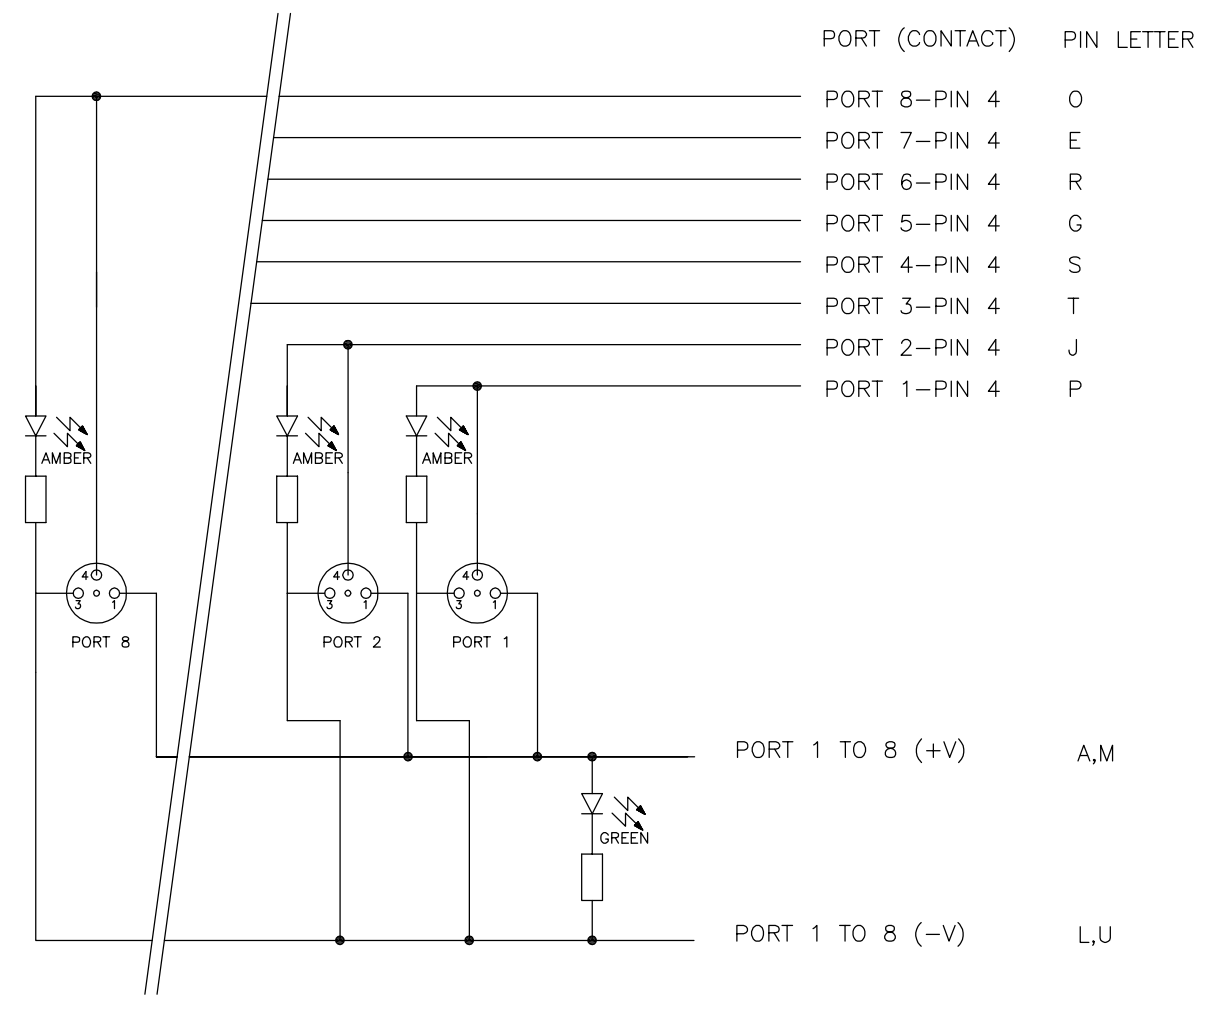 PORT (CONTACT) PIN LETTER
PORT 8-PIN 4 O
PORT 7-PIN 4 E
PORT 6-PIN 4 R
PORT 5-PIN 4 G
PORT 4-PIN 4 S
PORT 3-PIN 4 T
PORT 2-PIN 4 J
PORT 1-PIN 4 P
AMBER AMBER AMBER
4 4 4
3 1 3 1 3 1
PORT 8 PORT 2 PORT 1
PORT 1 TO 8 (+V) A,M
GREEN
PORT 1 TO 8 (-V) L,U